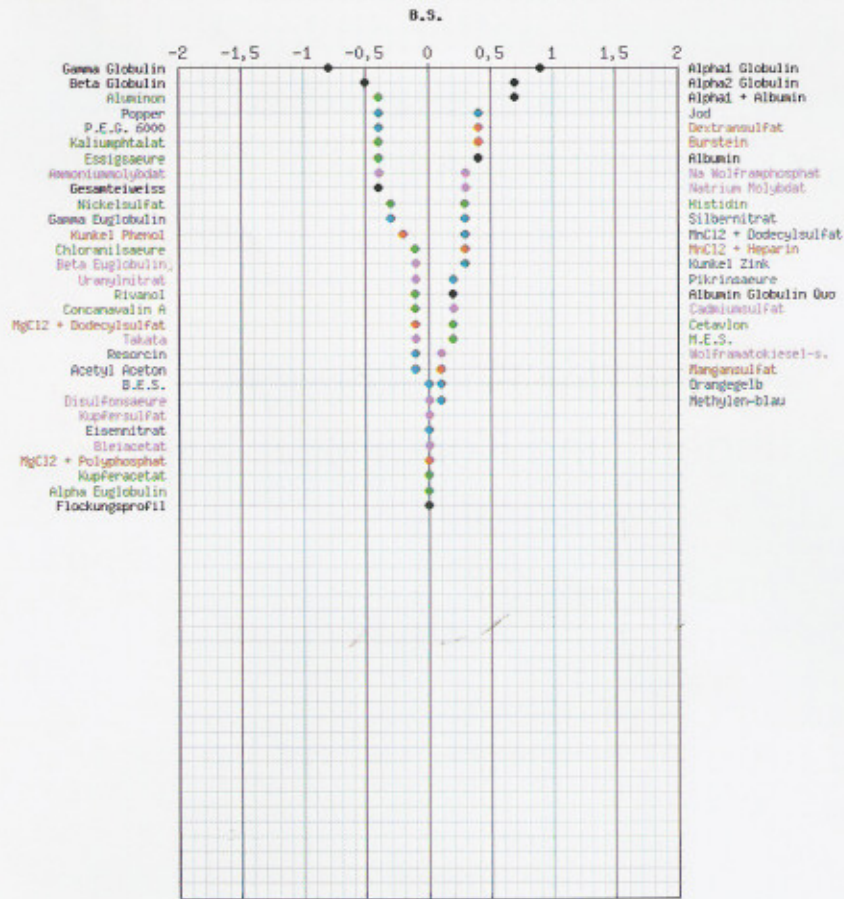 B.S.
-2 -1,5 -1 -0,5 0 0,5 1 1,5 2
Gamma Globulin Alpha1 Globulin
Beta Globulin Alpha2 Globulin
Aluminon Alpha1 + Albumin
Popper Jod
P.E.G. 6000 Dextransulfat
Kaliumphtalat Burstein
Essigsaeure Albumin
Ammoniummolybdat Na Wolframphosphat
Gesamteiweiss Natrium Molybdat
Nickelsulfat Histidin
Gamma Euglobulin Silbernitrat
Kunkel Phenol MnCl2 + Dodecylsulfat
Chloranilsaeure MnCl2 + Heparin
Beta Euglobulin Kunkel Zink
Uranylnitrat Pikrinsaeure
Rivanol Albumin Globulin Quo
Concanavalin A Cadmiumsulfat
MgCl2 + Dodecylsulfat Cetavlon
Takata M.E.S.
Resorcin Wolframatokiesel-s.
Acetyl Aceton Mangansulfat
B.E.S. Orangegelb
Disulfonsaeure Methylen-blau
Kupfersulfat
Eisennitrat
Bleiacetat
MgCl2 + Polyphosphat
Kupferacetat
Alpha Euglobulin
Flockungsprofil